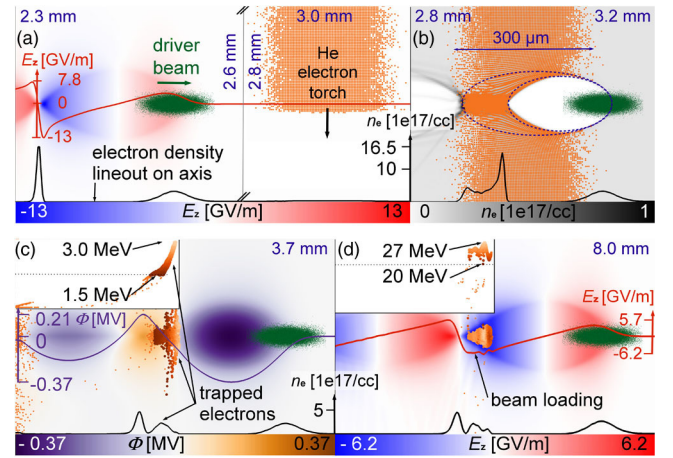 2.3 mm
3.0 mm
2.8 mm
3.2 mm
(a)
E_z [GV/m]
7.8
0
-13
driver
beam
2.6 mm
2.8 mm
He
electron
torch
(b)
300 µm
n_e [1e17/cc]
16.5
10
electron density
lineout on axis
-13
E_z [GV/m]
13
0
n_e [1e17/cc]
1
(c)
3.0 MeV
1.5 MeV
3.7 mm
0.21
Φ [MV]
0
-0.37
trapped
electrons
n_e [1e17/cc]
5
- 0.37
Φ [MV]
0.37
(d)
27 MeV
20 MeV
8.0 mm
E_z [GV/m]
5.7
-6.2
beam loading
- 6.2
E_z [GV/m]
6.2